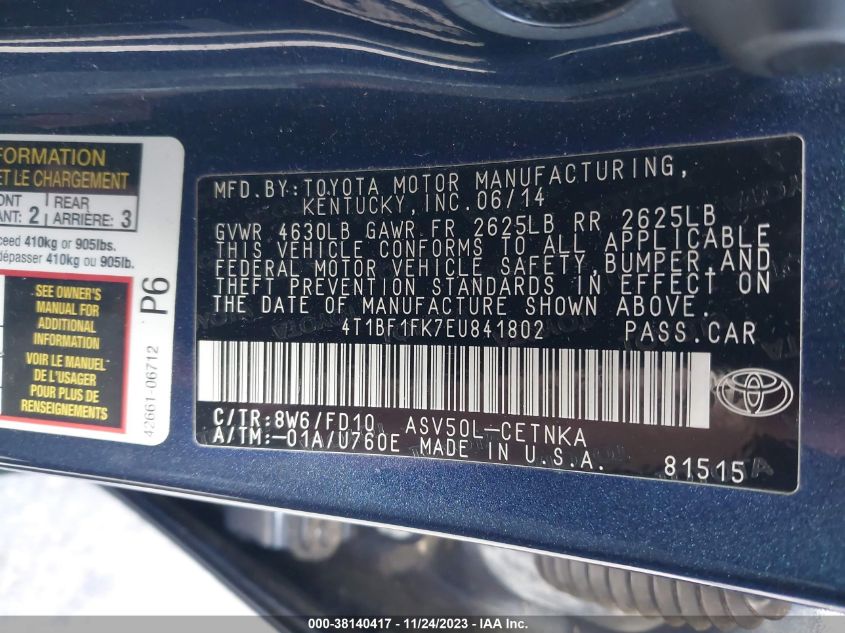 FORMATION
ET LE CHARGEMENT
REAR
ANT: 2 ARRIÈRE: 3
ceed 410kg or 905lbs.
dépasser 410kg ou 905lb.
SEE OWNER'S
MANUAL FOR
ADDITIONAL
INFORMATION
VOIR LE MANUEL
DE L'USAGER
POUR PLUS DE
RENSEIGNEMENTS
P6
42661-06712
MFD.BY:TOYOTA MOTOR MANUFACTURING,
KENTUCKY,INC.06/14
GVWR 4630LB GAWR FR 2625LB RR 2625LB
THIS VEHICLE CONFORMS TO ALL APPLICABLE
FEDERAL MOTOR VEHICLE SAFETY,BUMPER,AND
THEFT PREVENTION STANDARDS IN EFFECT ON
THE DATE OF MANUFACTURE SHOWN ABOVE.
4T1BF1FK7EU841802 PASS.CAR
C/TR:8W6/FD10 ASV50L-CETNKA
A/TM:-01A/U760E MADE IN U.S.A.
81515
000-38140417 - 11/24/2023 - IAA Inc.